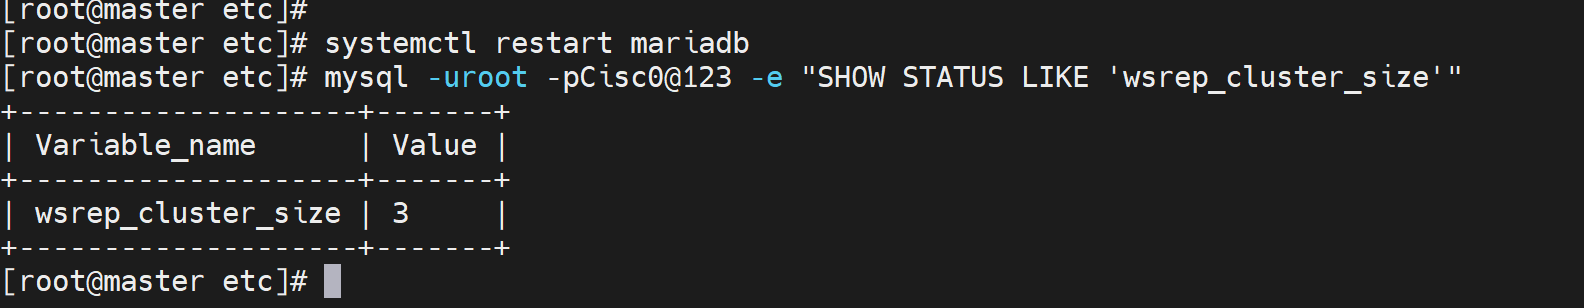 [root@master etc]#
[root@master etc]# systemctl restart mariadb
[root@master etc]# mysql -uroot -pCisc0@123 -e "SHOW STATUS LIKE 'wsrep_cluster_size'"
+--------------------+-------+
| Variable_name      | Value |
+--------------------+-------+
| wsrep_cluster_size | 3     |
+--------------------+-------+
[root@master etc]#